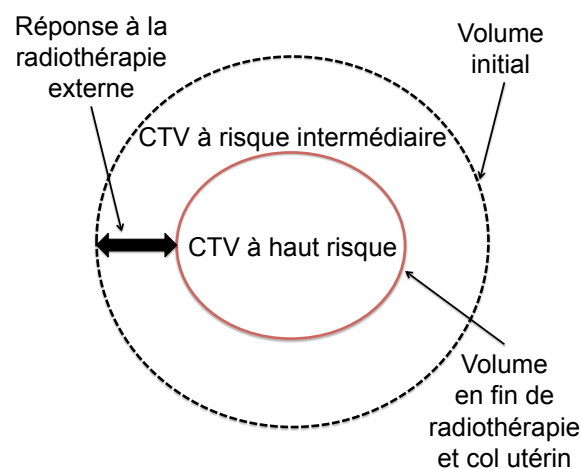 Réponse à la
radiothérapie
externe
Volume
initial
CTV à risque intermédiaire
CTV à haut risque
Volume
en fin de
radiothérapie
et col utérin